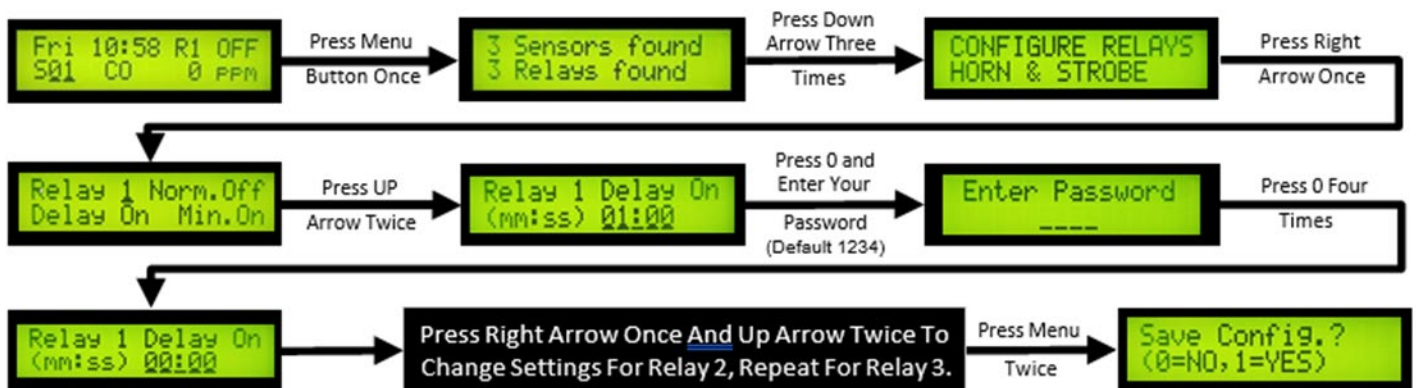 Fri 10:58 R1 OFF
S01 CO 0 PPM
Press Menu
Button Once
3 Sensors found
3 Relays found
Press Down
Arrow Three
Times
CONFIGURE RELAYS
HORN & STROBE
Press Right
Arrow Once
Relay 1 Norm.Off
Delay On Min.On
Press UP
Arrow Twice
Relay 1 Delay On
(mm:ss) 01:00
Press 0 and
Enter Your
Password
(Default 1234)
Enter Password
____
Press 0 Four
Times
Relay 1 Delay On
(mm:ss) 00:00
Press Right Arrow Once And Up Arrow Twice To
Change Settings For Relay 2, Repeat For Relay 3.
Press Menu
Twice
Save Config.?
(0=NO,1=YES)